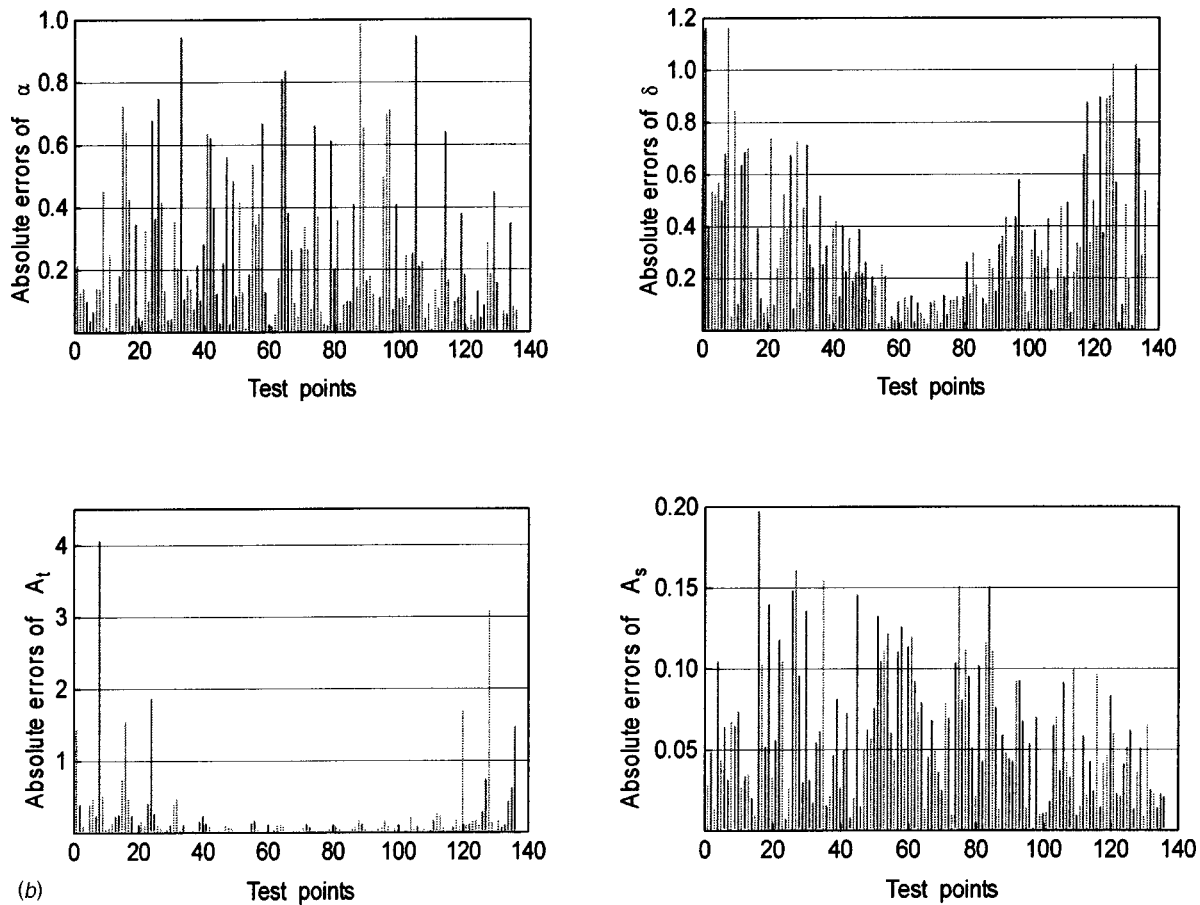 Absolute errors of α
1.0
0.8
0.6
0.4
0.2
0 20 40 60 80 100 120 140
Test points
Absolute errors of δ
1.2
1.0
0.8
0.6
0.4
0.2
0 20 40 60 80 100 120 140
Test points
Absolute errors of At
4
3
2
1
0 20 40 60 80 100 120 140
Test points
Absolute errors of As
0.20
0.15
0.10
0.05
0 20 40 60 80 100 120 140
Test points
(b)